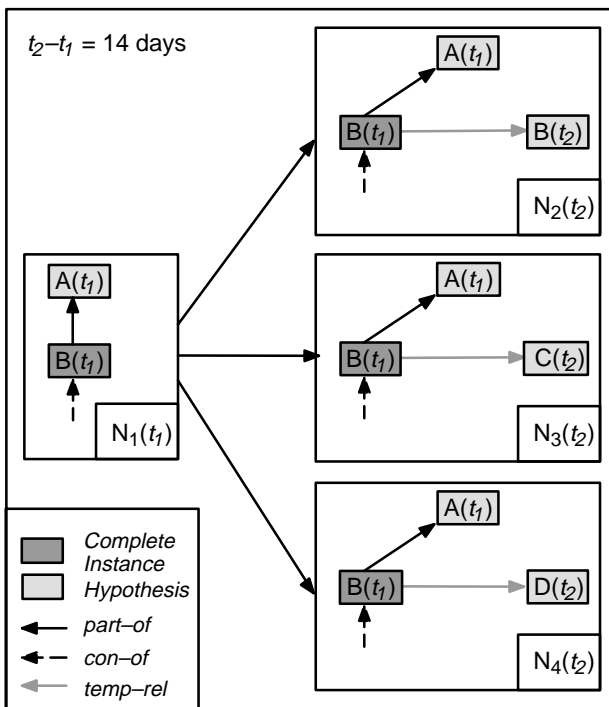 t2–t1 = 14 days
A(t1)
B(t1)
B(t2)
N2(t2)
A(t1)
B(t1)
N1(t1)
A(t1)
B(t1)
C(t2)
N3(t2)
A(t1)
B(t1)
D(t2)
N4(t2)
Complete
Instance
Hypothesis
part–of
con–of
temp–rel